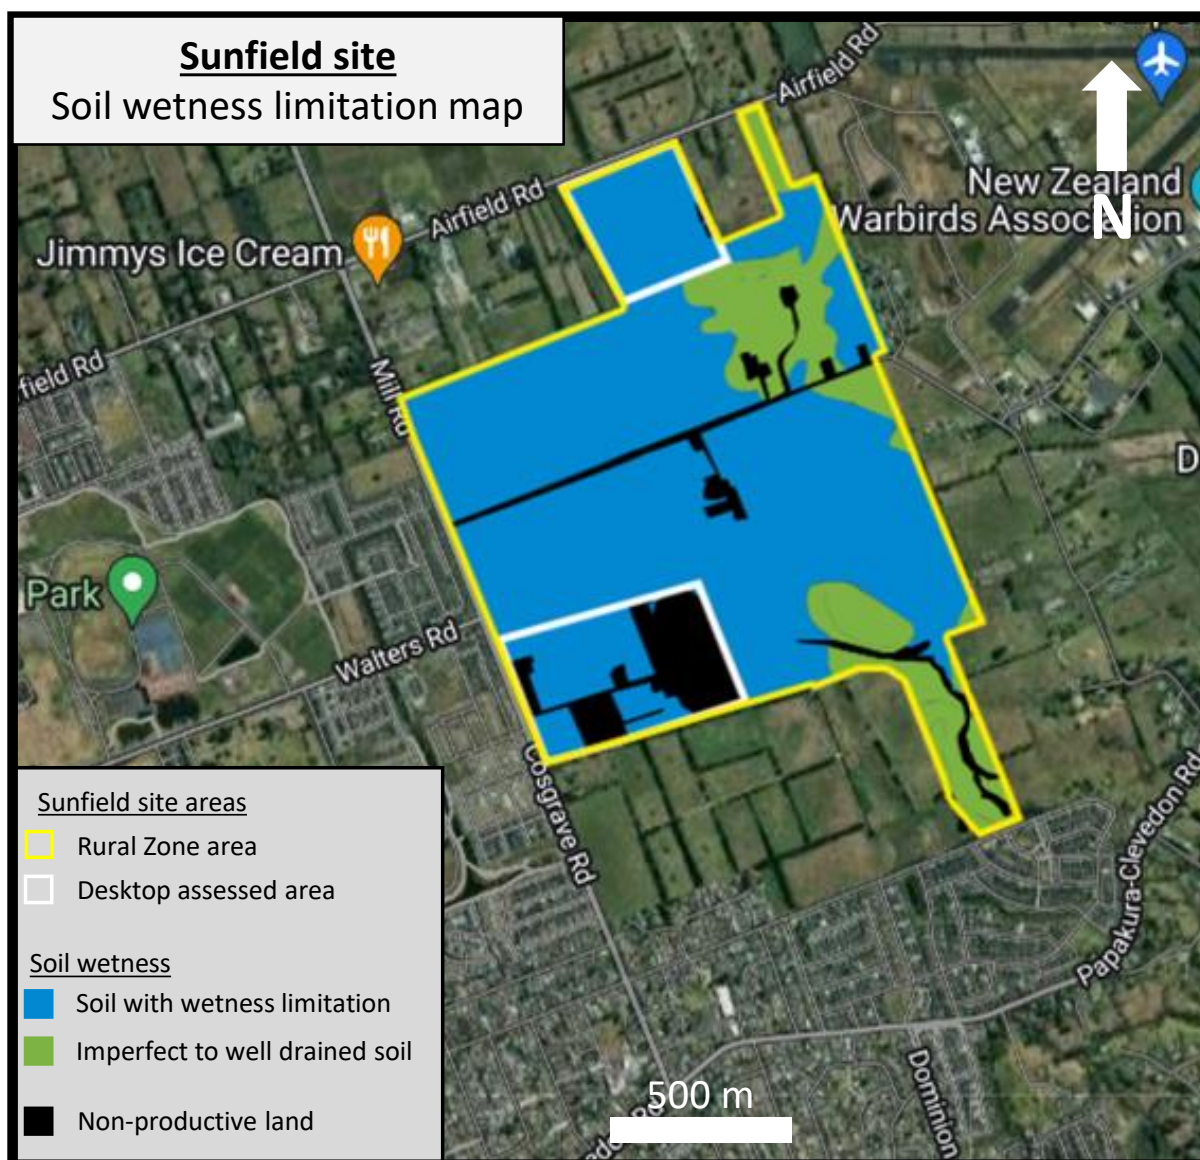 Sunfield site
Soil wetness limitation map
Airfield Rd
New Zealand
Warbirds Association
N
Airfield Rd
Jimmys Ice Cream
field Rd
Mill Rd
D
Park
Walters Rd
Cosgrave Rd
Papakura-Clevedon Rd
Sunfield site areas
Rural Zone area
Desktop assessed area
Soil wetness
Soil with wetness limitation
Imperfect to well drained soil
Non-productive land
500 m
edon Rd
Dominion